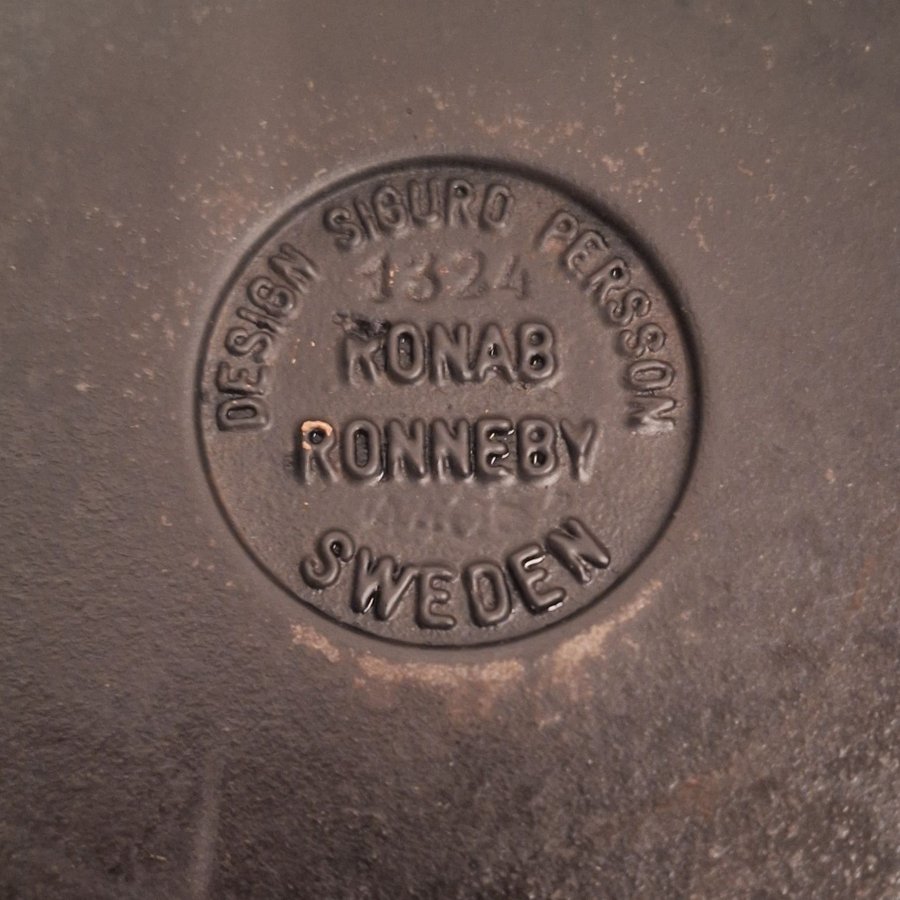 DESIGN SIGURD PERSSON
1324
RONAB
RONNEBY
SWEDEN